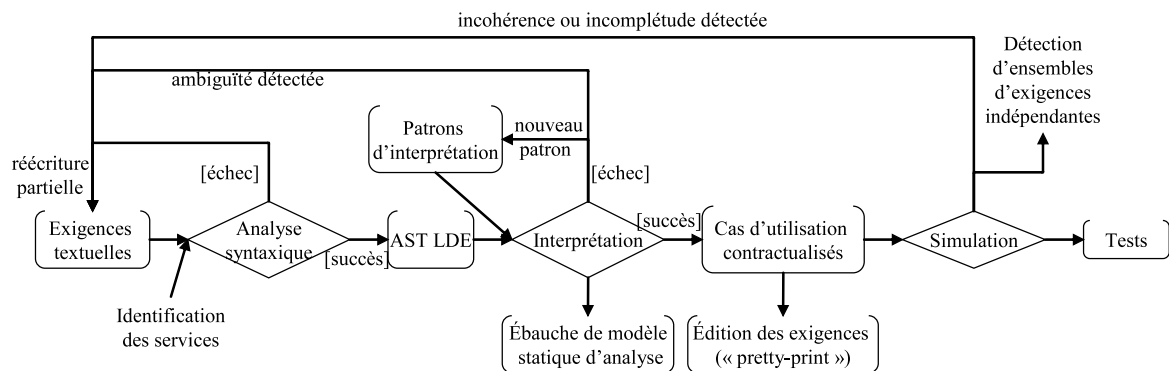 incohérence ou incomplétude détectée
Détection
d'ensembles
d'exigences
indépendantes
ambiguïté détectée
Patrons
d'interprétation
nouveau
patron
réécriture
partielle
[échec]
[échec]
Exigences
textuelles
Analyse
syntaxique
[succès]
AST LDE
Interprétation
[succès]
Cas d'utilisation
contractualisés
Simulation
Tests
Identification
des services
Ébauche de modèle
statique d'analyse
Édition des exigences
(« pretty-print »)